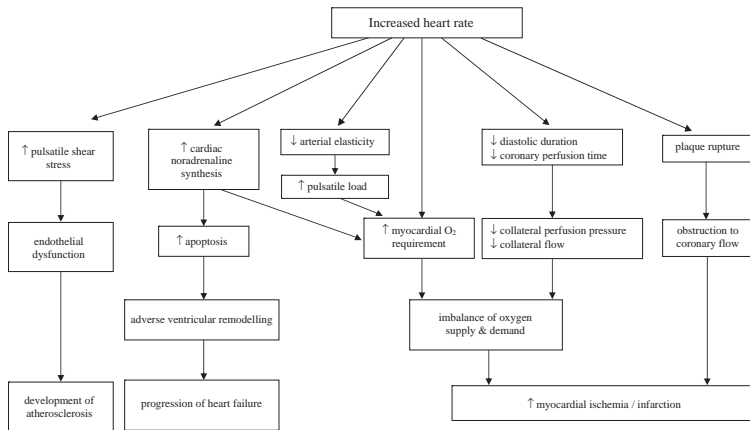 Increased heart rate
↑ pulsatile shear
stress
↑ cardiac
noradrenaline
synthesis
↓ arterial elasticity
↑ pulsatile load
↓ diastolic duration
↓ coronary perfusion time
plaque rupture
endothelial
dysfunction
↑ apoptosis
↑ myocardial O₂
requirement
↓ collateral perfusion pressure
↓ collateral flow
obstruction to
coronary flow
adverse ventricular remodelling
imbalance of oxygen
supply & demand
development of
atherosclerosis
progression of heart failure
↑ myocardial ischemia / infarction